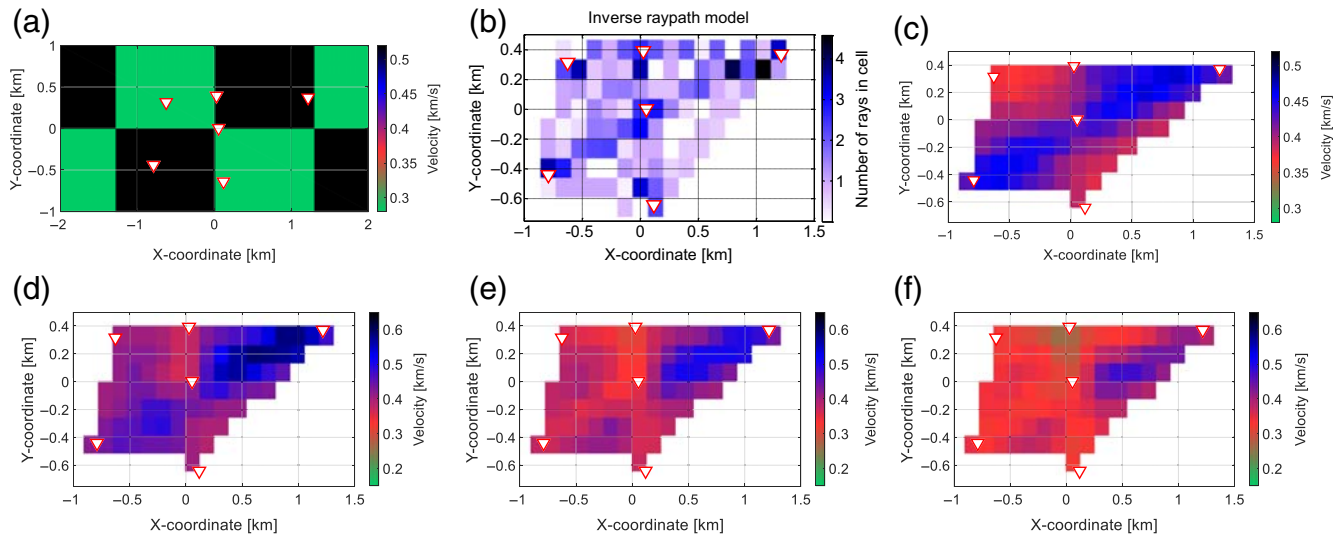 (a)
1
0.5
0
−0.5
−1
−2 −1 0 1 2
X-coordinate [km]
Y-coordinate [km]
0.5
0.45
0.4
0.35
0.3
Velocity [km/s]
(b)
Inverse raypath model
0.4
0.2
0
−0.2
−0.4
−0.6
−1 −0.5 0 0.5 1 1.5
X-coordinate [km]
Y-coordinate [km]
4
3
2
1
Number of rays in cell
(c)
0.6
0.4
0.2
0
−0.2
−0.4
−0.6
−1 −0.5 0 0.5 1 1.5
X-coordinate [km]
Y-coordinate [km]
0.5
0.45
0.4
0.35
0.3
Velocity [km/s]
(d)
0.4
0.2
0
−0.2
−0.4
−0.6
−1 −0.5 0 0.5 1 1.5
X-coordinate [km]
Y-coordinate [km]
0.6
0.5
0.4
0.3
0.2
Velocity [km/s]
(e)
0.4
0.2
0
−0.2
−0.4
−0.6
−1 −0.5 0 0.5 1 1.5
X-coordinate [km]
Y-coordinate [km]
0.6
0.5
0.4
0.3
0.2
Velocity [km/s]
(f)
0.4
0.2
0
−0.2
−0.4
−0.6
−1 −0.5 0 0.5 1 1.5
X-coordinate [km]
Y-coordinate [km]
0.6
0.5
0.4
0.3
0.2
Velocity [km/s]